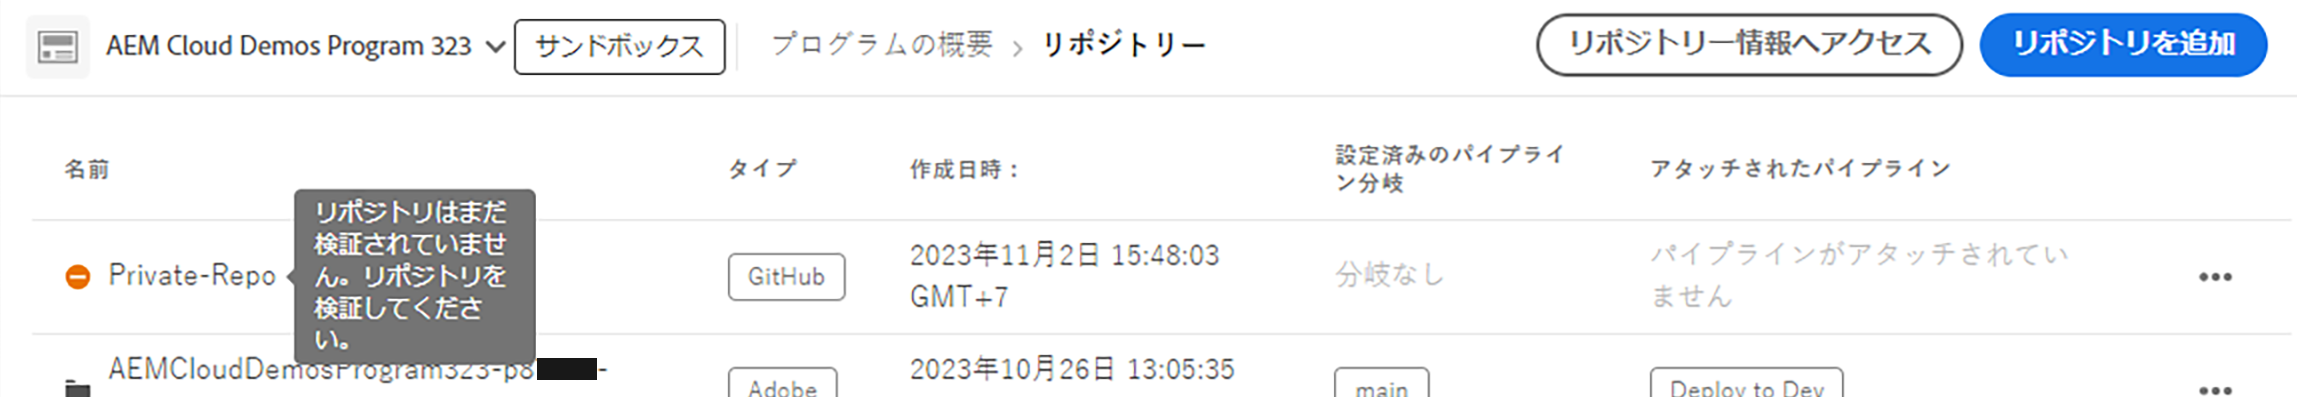 AEM Cloud Demos Program 323 サンドボックス プログラムの概要 > リポジトリー リポジトリー情報へアクセス リポジトリを追加
名前 タイプ 作成日時： 設定済みのパイプライ
ン分岐 アタッチされたパイプライン
Private-Repo
リポジトリはまだ
検証されていませ
ん。リポジトリを
検証してくださ
い。
GitHub
2023年11月2日 15:48:03
GMT+7
分岐なし
パイプラインがアタッチされてい
ません
AEMCloudDemosProgram323-p8 -
Adobe
2023年10月26日 13:05:35
main
Deploy to Dev